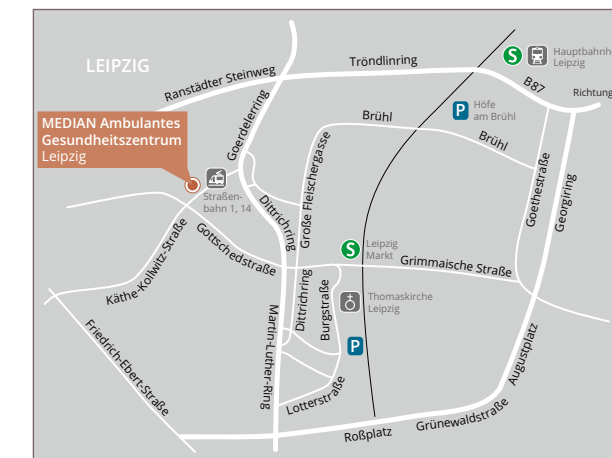 LEIPZIG
Ranstädter Steinweg
Tröndlinring
S
Hauptbahnh
Leipzig
B87
Richtung
P
Höfe
am Brühl
Brühl
Brühl
MEDIAN Ambulantes
Gesundheitszentrum
Leipzig
Goerdelerring
Große Fleischergasse
Goethestraße
Georgiring
Straßen-
bahn 1, 14
Dittrichring
Gottschedstraße
S
Leipzig
Markt
Grimmaische Straße
Käthe-Kollwitz-Straße
Dittrichring
Burgstraße
Thomaskirche
Leipzig
Friedrich-Ebert-Straße
Martin-Luther-Ring
P
Augustplatz
Lotterstraße
Roßplatz
Grünewaldstraße